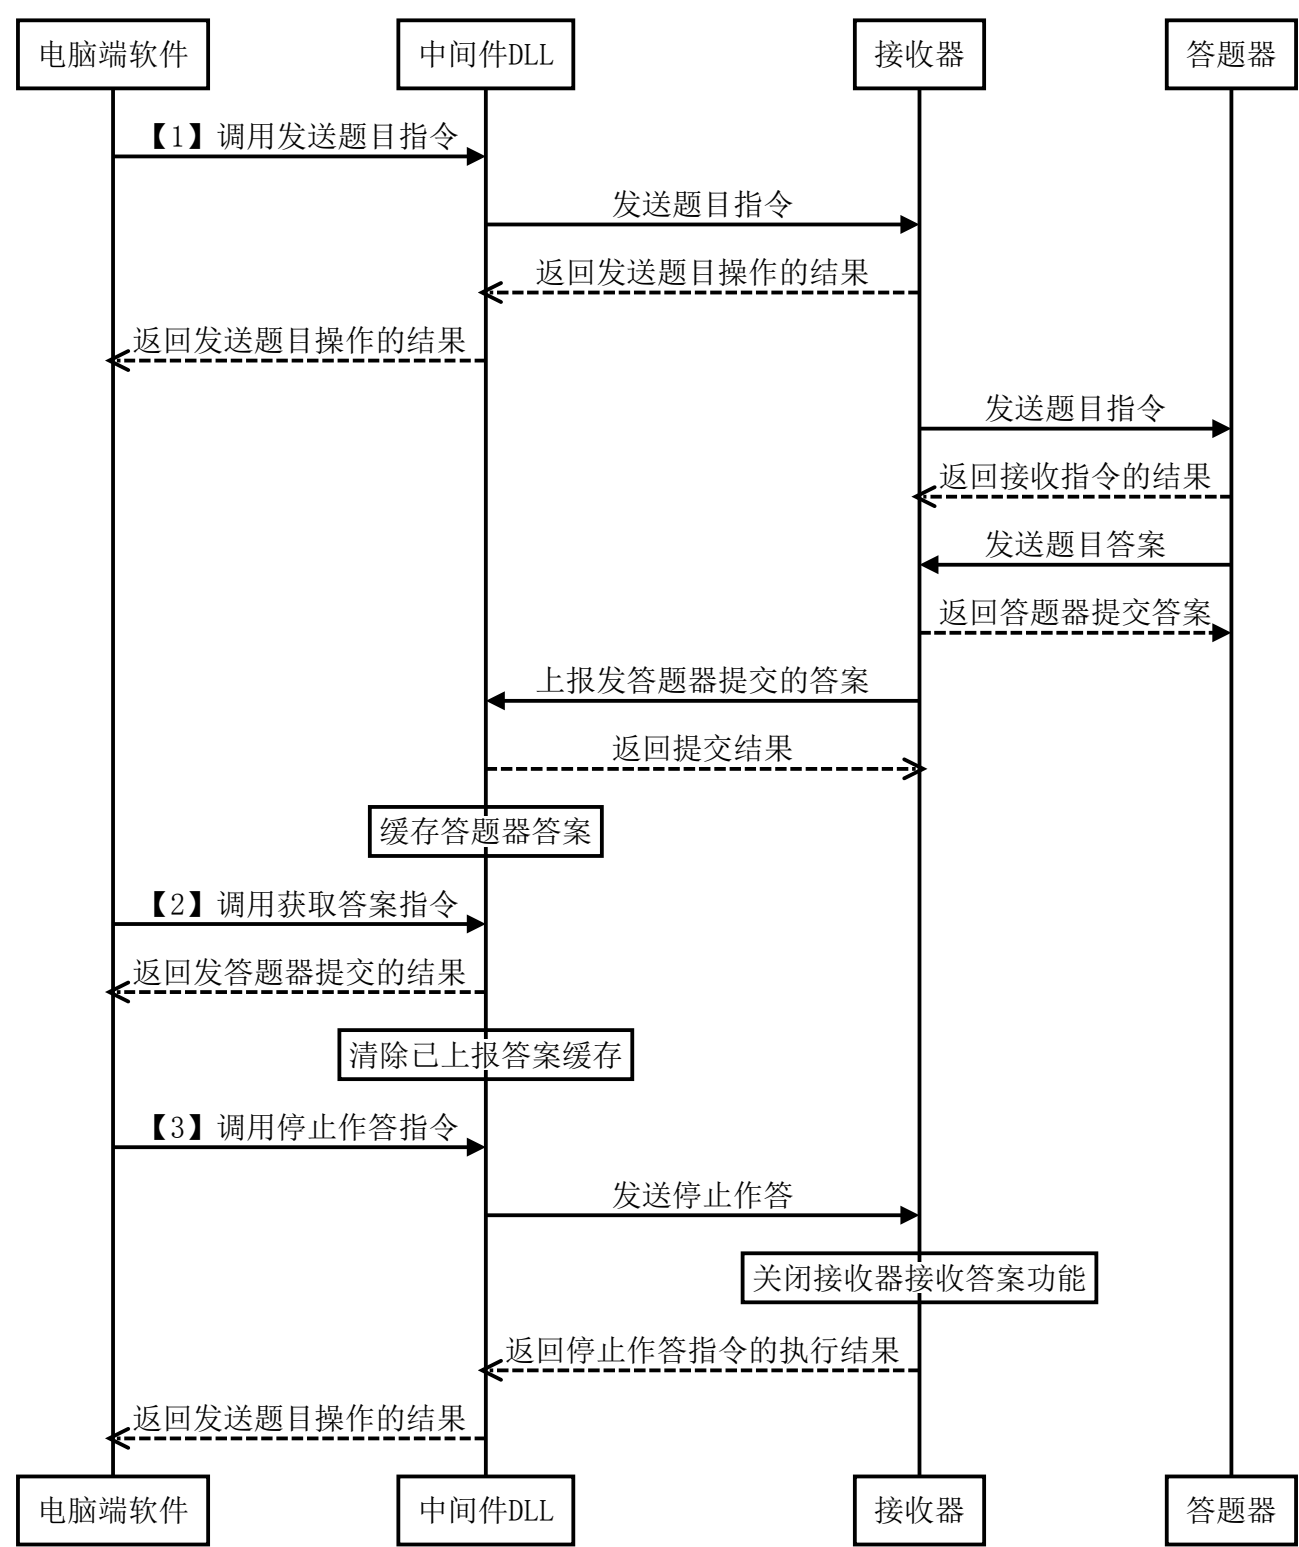 电脑端软件
中间件DLL
接收器
答题器
【1】调用发送题目指令
发送题目指令
返回发送题目操作的结果
返回发送题目操作的结果
发送题目指令
返回接收指令的结果
发送题目答案
返回答题器提交答案
上报发答题器提交的答案
返回提交结果
缓存答题器答案
【2】调用获取答案指令
返回发答题器提交的结果
清除已上报答案缓存
【3】调用停止作答指令
发送停止作答
关闭接收器接收答案功能
返回停止作答指令的执行结果
返回发送题目操作的结果
电脑端软件
中间件DLL
接收器
答题器